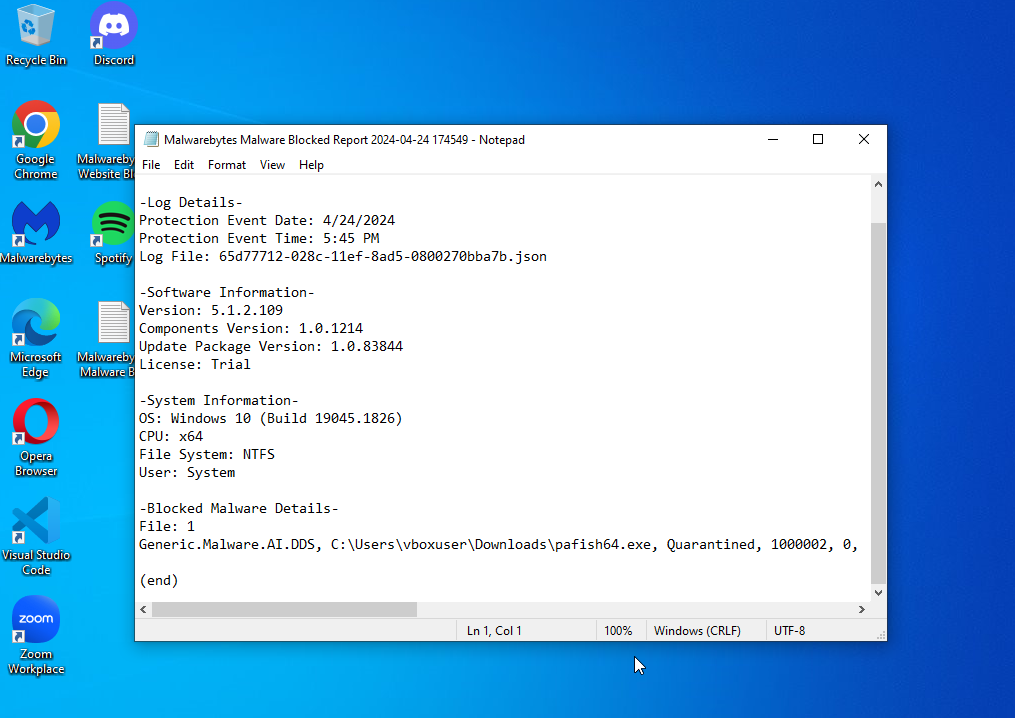 Recycle Bin
Discord
Google
Chrome
Malwareby
Website Bl
Malwarebytes
Spotify
Microsoft
Edge
Malwareby
Malware B
Opera
Browser
Visual Studio
Code
zoom
Zoom
Workplace
Malwarebytes Malware Blocked Report 2024-04-24 174549 - Notepad
File Edit Format View Help
-Log Details-
Protection Event Date: 4/24/2024
Protection Event Time: 5:45 PM
Log File: 65d77712-028c-11ef-8ad5-0800270bba7b.json
-Software Information-
Version: 5.1.2.109
Components Version: 1.0.1214
Update Package Version: 1.0.83844
License: Trial
-System Information-
OS: Windows 10 (Build 19045.1826)
CPU: x64
File System: NTFS
User: System
-Blocked Malware Details-
File: 1
Generic.Malware.AI.DDS, C:\Users\vboxuser\Downloads\pafish64.exe, Quarantined, 1000002, 0,
(end)
Ln 1, Col 1 100% Windows (CRLF) UTF-8